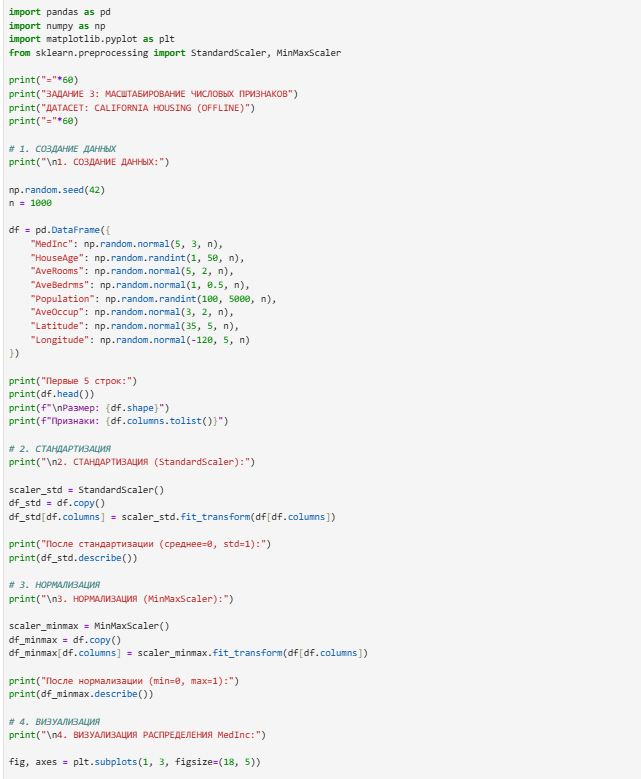 import pandas as pd
import numpy as np
import matplotlib.pyplot as plt
from sklearn.preprocessing import StandardScaler, MinMaxScaler

print("="*60)
print("ЗАДАНИЕ 3: МАСШТАБИРОВАНИЕ ЧИСЛОВЫХ ПРИЗНАКОВ")
print("ДАТАСЕТ: CALIFORNIA HOUSING (OFFLINE)")
print("="*60)

# 1. СОЗДАНИЕ ДАННЫХ
print("\n1. СОЗДАНИЕ ДАННЫХ:")

np.random.seed(42)
n = 1000

df = pd.DataFrame({
    "MedInc": np.random.normal(5, 3, n),
    "HouseAge": np.random.randint(1, 50, n),
    "AveRooms": np.random.normal(5, 2, n),
    "AveBedrms": np.random.normal(1, 0.5, n),
    "Population": np.random.randint(100, 5000, n),
    "AveOccup": np.random.normal(3, 2, n),
    "Latitude": np.random.normal(35, 5, n),
    "Longitude": np.random.normal(-120, 5, n)
})

print("Первые 5 строк:")
print(df.head())
print(f"\nРазмер: {df.shape}")
print(f"Признаки: {df.columns.tolist()}")

# 2. СТАНДАРТИЗАЦИЯ
print("\n2. СТАНДАРТИЗАЦИЯ (StandardScaler):")

scaler_std = StandardScaler()
df_std = df.copy()
df_std[df.columns] = scaler_std.fit_transform(df[df.columns])

print("После стандартизации (среднее=0, std=1):")
print(df_std.describe())

# 3. НОРМАЛИЗАЦИЯ
print("\n3. НОРМАЛИЗАЦИЯ (MinMaxScaler):")

scaler_minmax = MinMaxScaler()
df_minmax = df.copy()
df_minmax[df.columns] = scaler_minmax.fit_transform(df[df.columns])

print("После нормализации (min=0, max=1):")
print(df_minmax.describe())

# 4. ВИЗУАЛИЗАЦИЯ
print("\n4. ВИЗУАЛИЗАЦИЯ РАСПРЕДЕЛЕНИЯ MedInc:")

fig, axes = plt.subplots(1, 3, figsize=(18, 5))